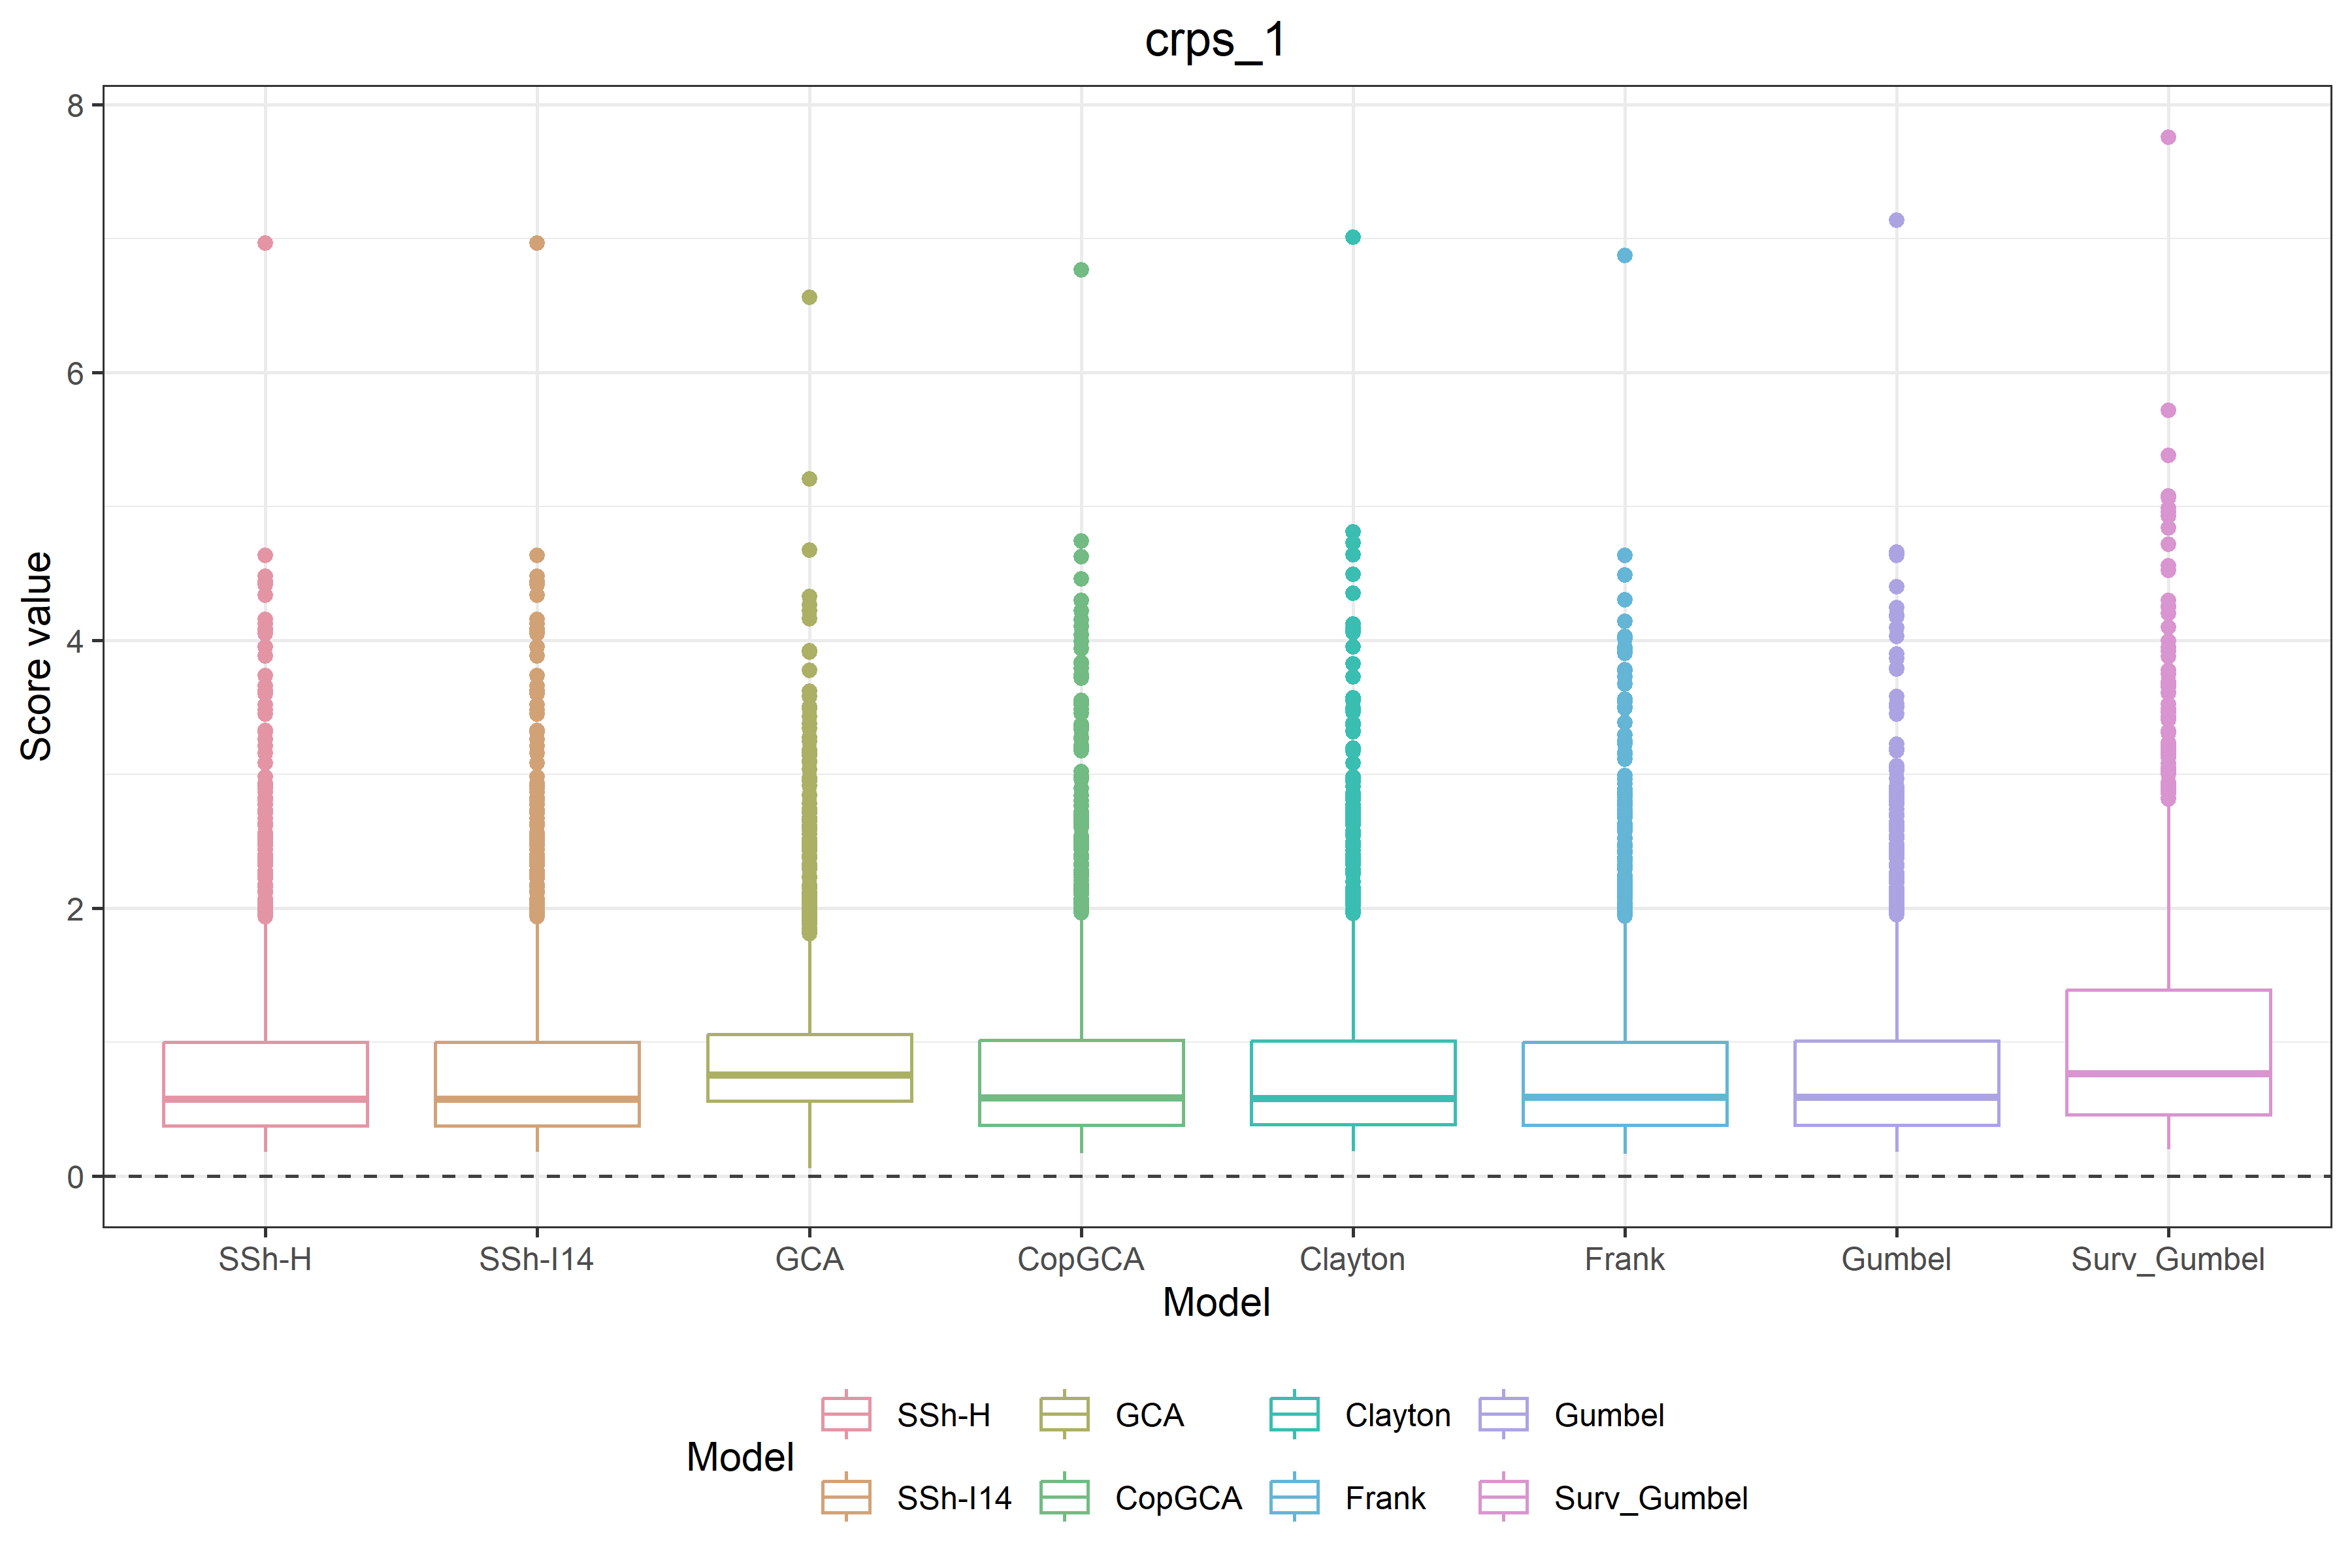 crps_1
8
6
4
2
0
Score value
SSh-H SSh-I14 GCA CopGCA Clayton Frank Gumbel Surv_Gumbel
Model
Model
SSh-H GCA Clayton Gumbel
SSh-I14 CopGCA Frank Surv_Gumbel